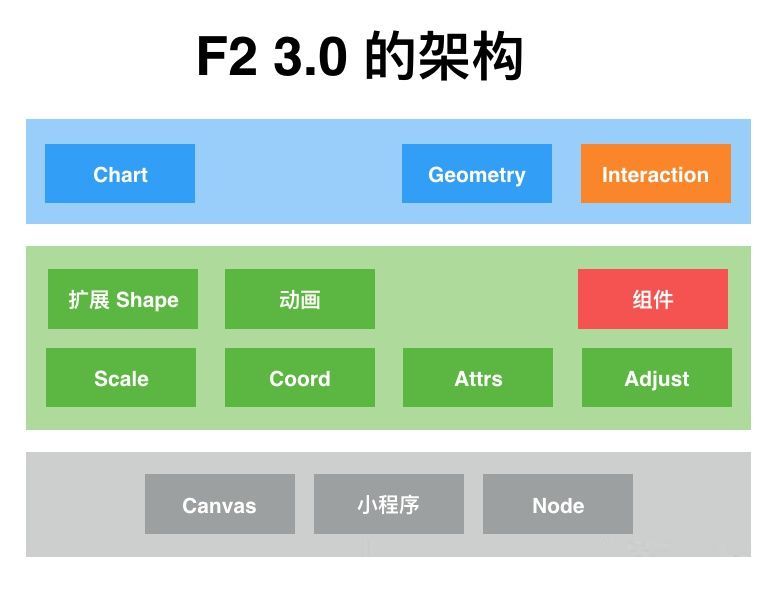 F2 3.0 的架构
Chart Geometry Interaction
扩展 Shape 动画 组件
Scale Coord Attrs Adjust
Canvas 小程序 Node